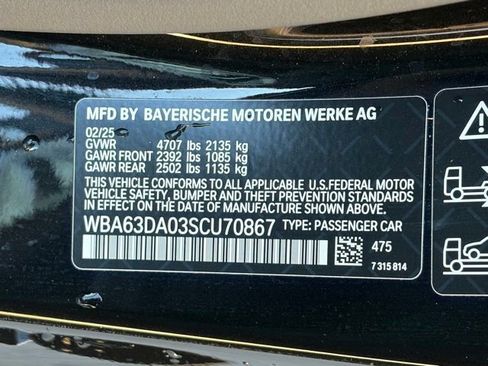 MFD BY BAYERISCHE MOTOREN WERKE AG
02/25
GVWR 4707 lbs 2135 kg
GAWR FRONT 2392 lbs 1085 kg
GAWR REAR 2502 lbs 1135 kg
THIS VEHICLE CONFORMS TO ALL APPLICABLE U.S.FEDERAL MOTOR
VEHICLE SAFETY, BUMPER AND THEFT PREVENTION STANDARDS
IN EFFECT ON THE DATE OF MANUFACTURE SHOWN ABOVE.
WBA63DA03SCU70867 TYPE: PASSENGER CAR
475
7 315 814